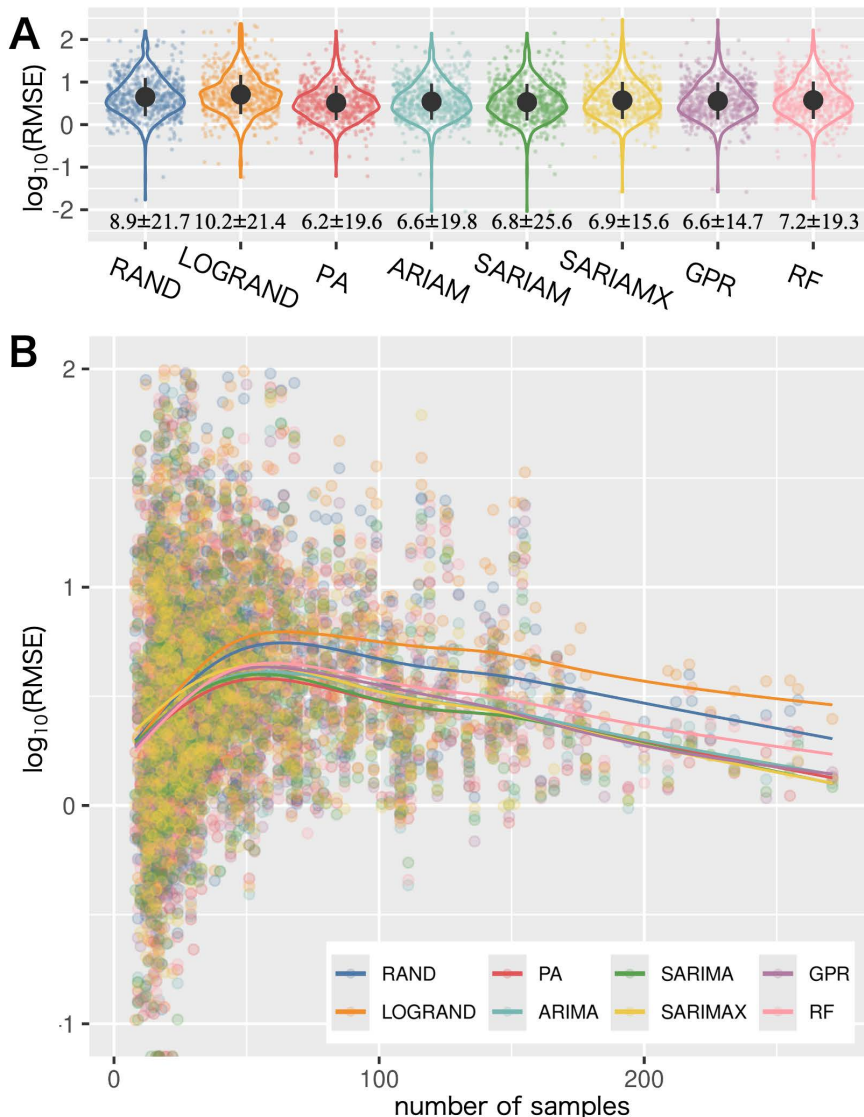 A
log₁₀(RMSE)
2
1
0
-1
-2
8.9±21.7 10.2±21.4 6.2±19.6 6.6±19.8 6.8±25.6 6.9±15.6 6.6±14.7 7.2±19.3
RAND LOGRAND PA ARIAM SARIAM SARIAMX GPR RF
B
log₁₀(RMSE)
2
1
0
-1
RAND PA SARIMA GPR
LOGRAND ARIMA SARIMAX RF
0 100 200
number of samples